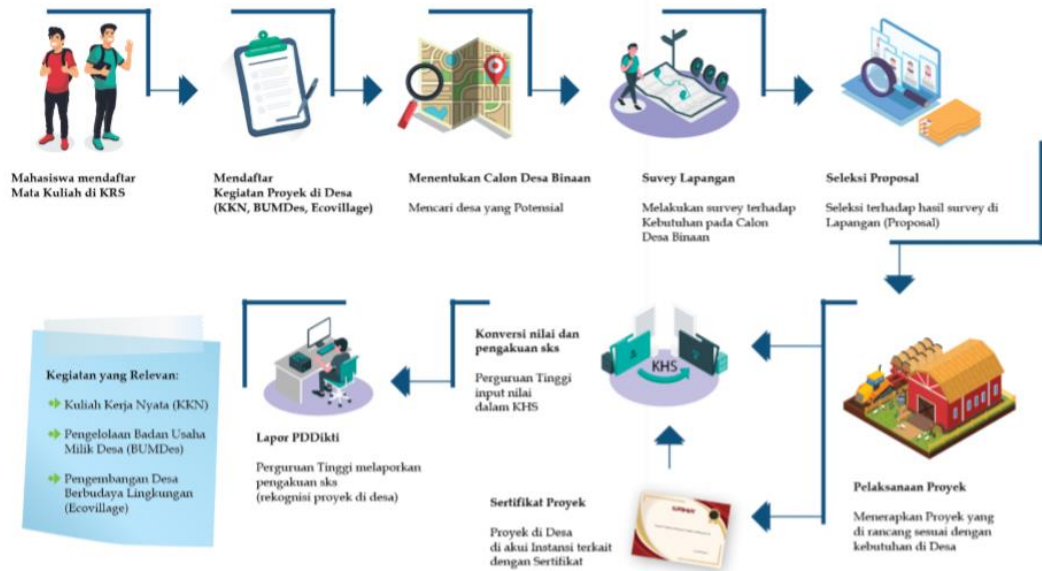 Mahasiswa mendaftar
Mata Kuliah di KRS
Mendaftar
Kegiatan Proyek di Desa
(KKN, BUMDes, Ecovillage)
Menentukan Calon Desa Binaan
Mencari desa yang Potensial
Suvey Lapangan
Melakukan survey terhadap
Kebutuhan pada Calon
Desa Binaan
Seleksi Proposal
Seleksi terhadap hasil survey di
Lapangan (Proposal)
Pelaksanaan Proyek
Menerapkan Proyek yang
di rancang sesuai dengan
kebutuhan di Desa
KHS
Konversi nilai dan
pengakuan sks
Perguruan Tinggi
input nilai
dalam KHS
Sertifikat Proyek
Proyek di Desa
di akui Instansi terkait
dengan Sertifikat
Lapor PDDikti
Perguruan Tinggi melaporkan
pengakuan sks
(rekognisi proyek di desa)
Kegiatan yang Relevan:
Kuliah Kerja Nyata (KKN)
Pengelolaan Badan Usaha
Milik Desa (BUMDes)
Pengembangan Desa
Berbudaya Lingkungan
(Ecovillage)